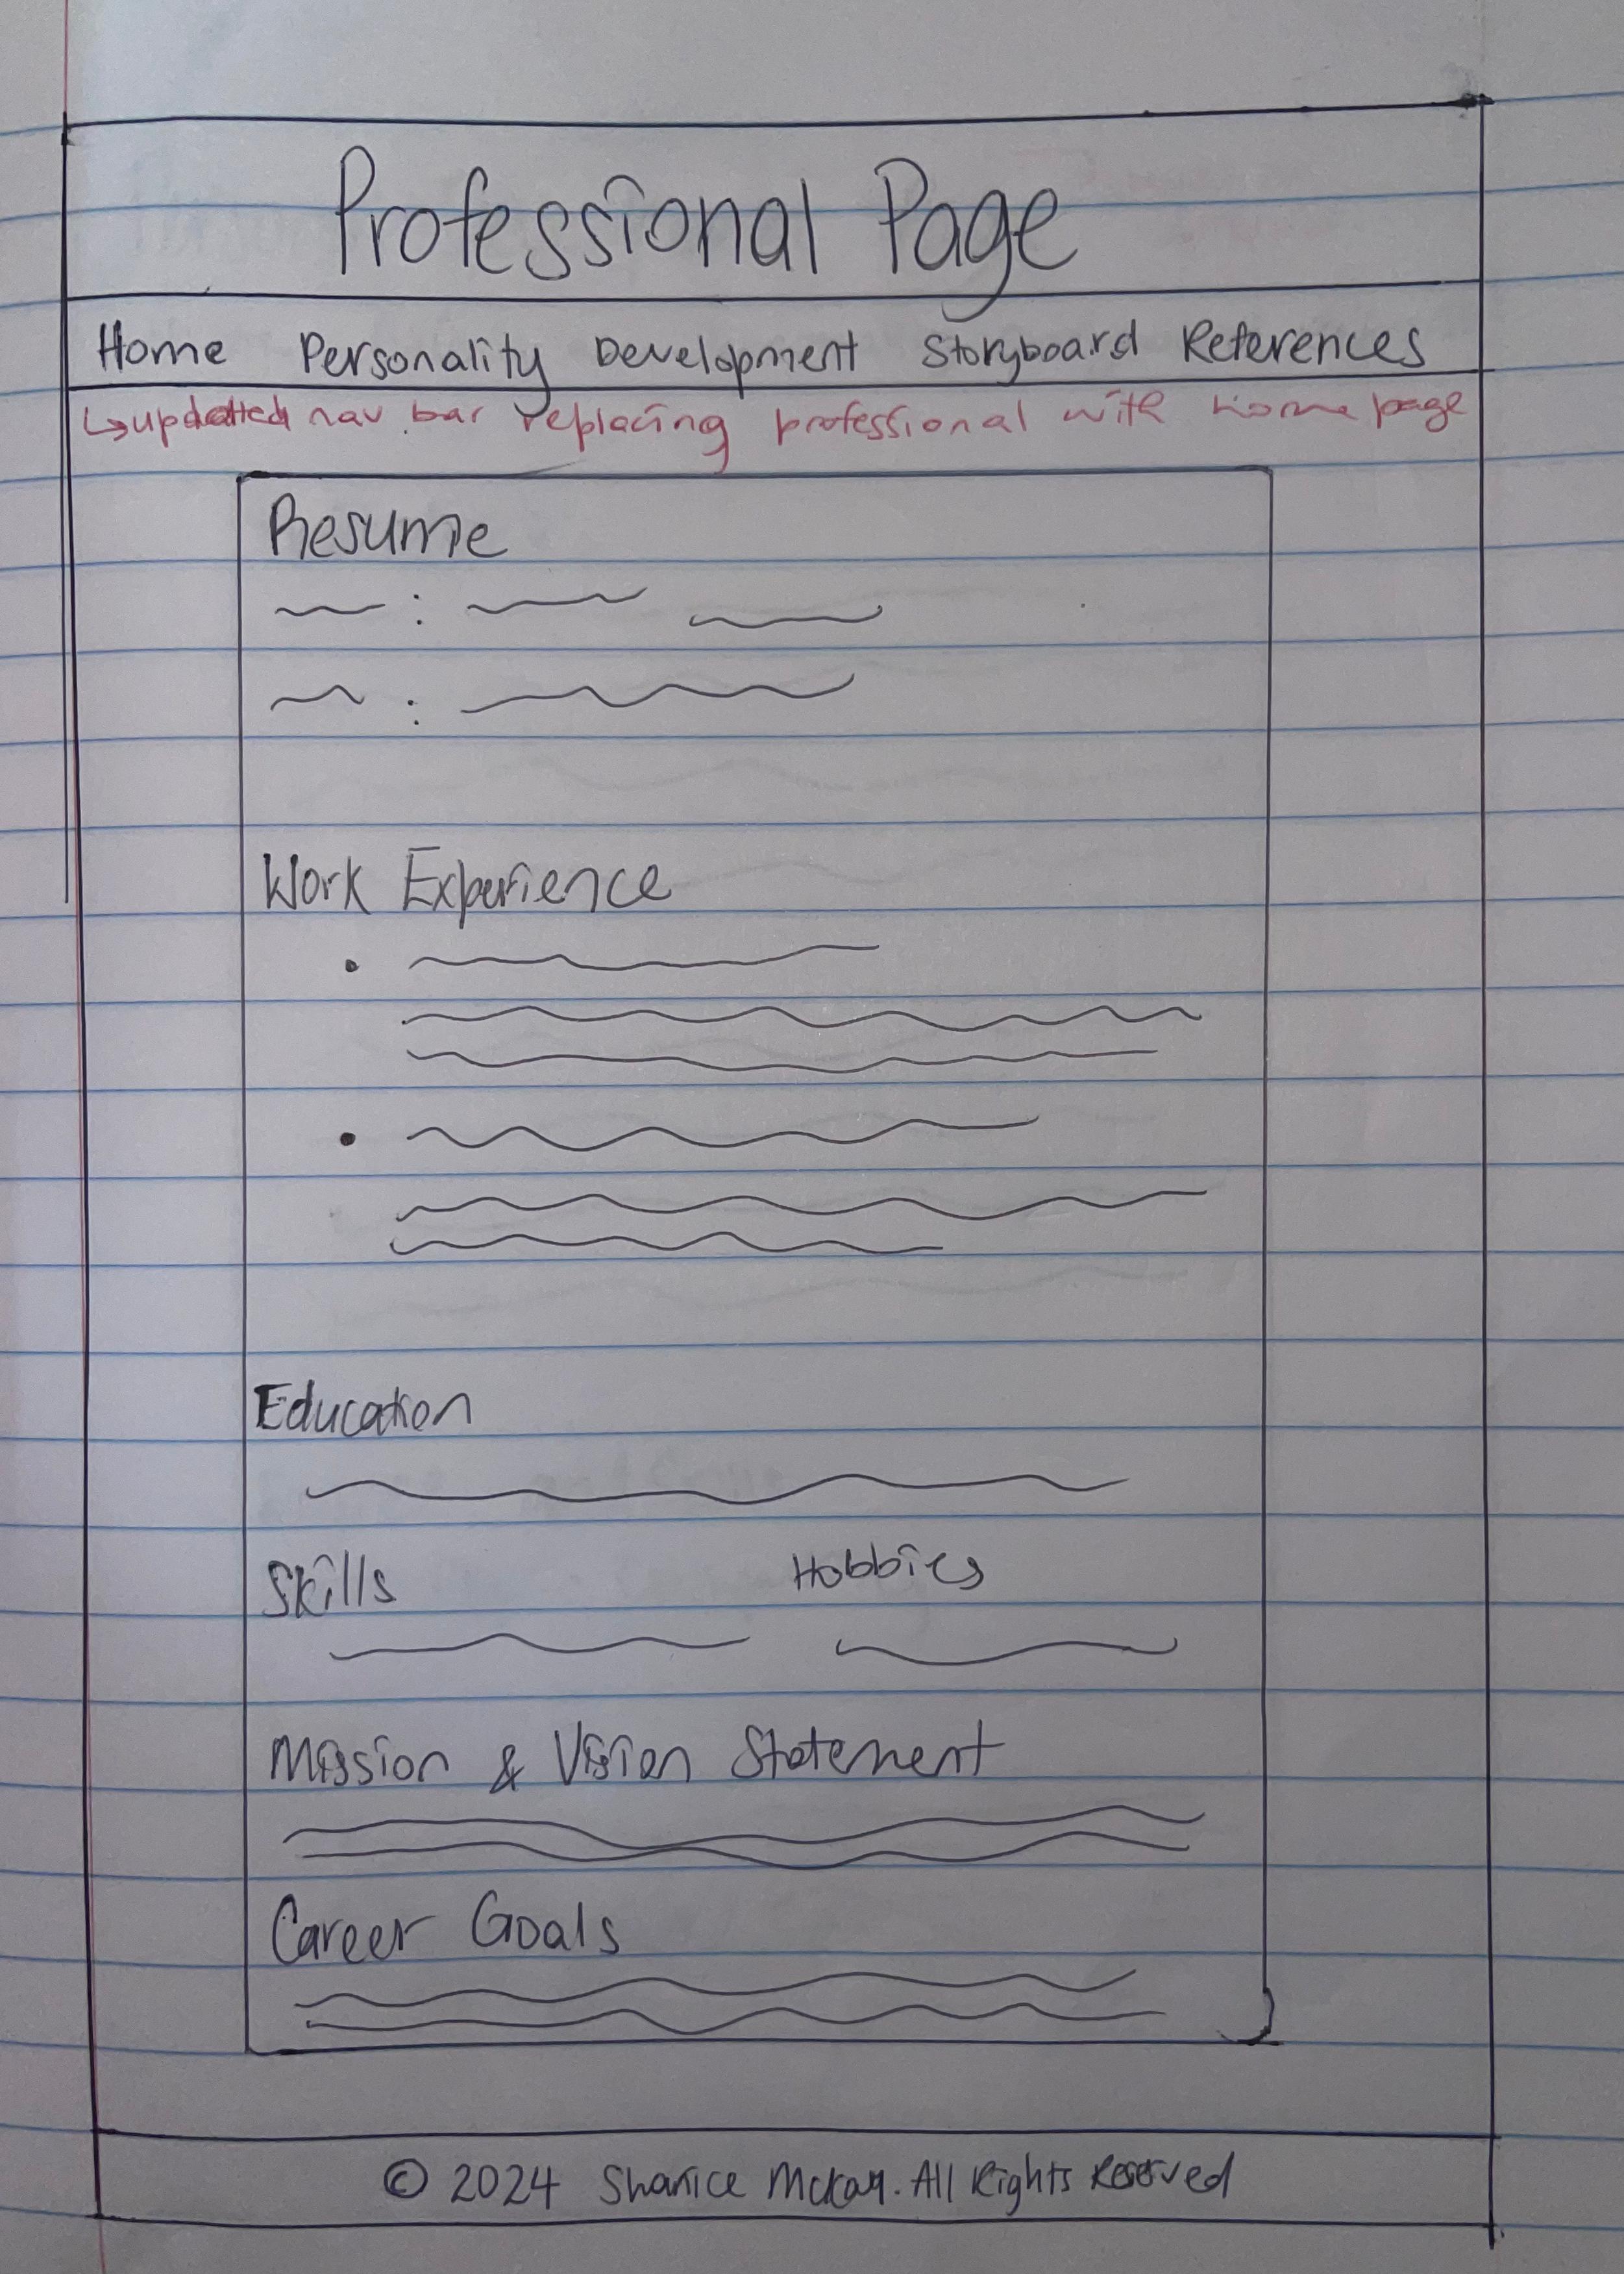 Professional Page
Home Personality Development Storyboard References
↳updated nav bar replacing professional with home page
Resume
:
:
Work Experience
•
•
Education
Skills Hobbies
Mission & Vision Statement
Career Goals
© 2024 Shanice McKay. All Rights Reserved